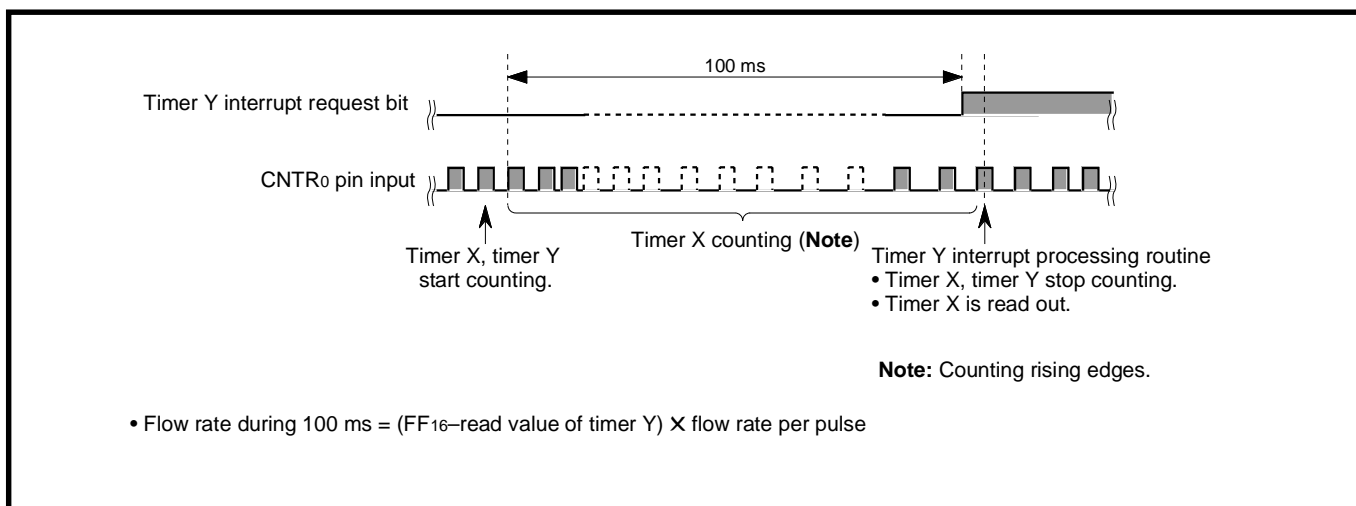 100 ms
Timer Y interrupt request bit
CNTR0 pin input
Timer X counting (Note)
Timer X, timer Y
start counting.
Timer Y interrupt processing routine
• Timer X, timer Y stop counting.
• Timer X is read out.
Note: Counting rising edges.
• Flow rate during 100 ms = (FF16–read value of timer Y) ✕ flow rate per pulse